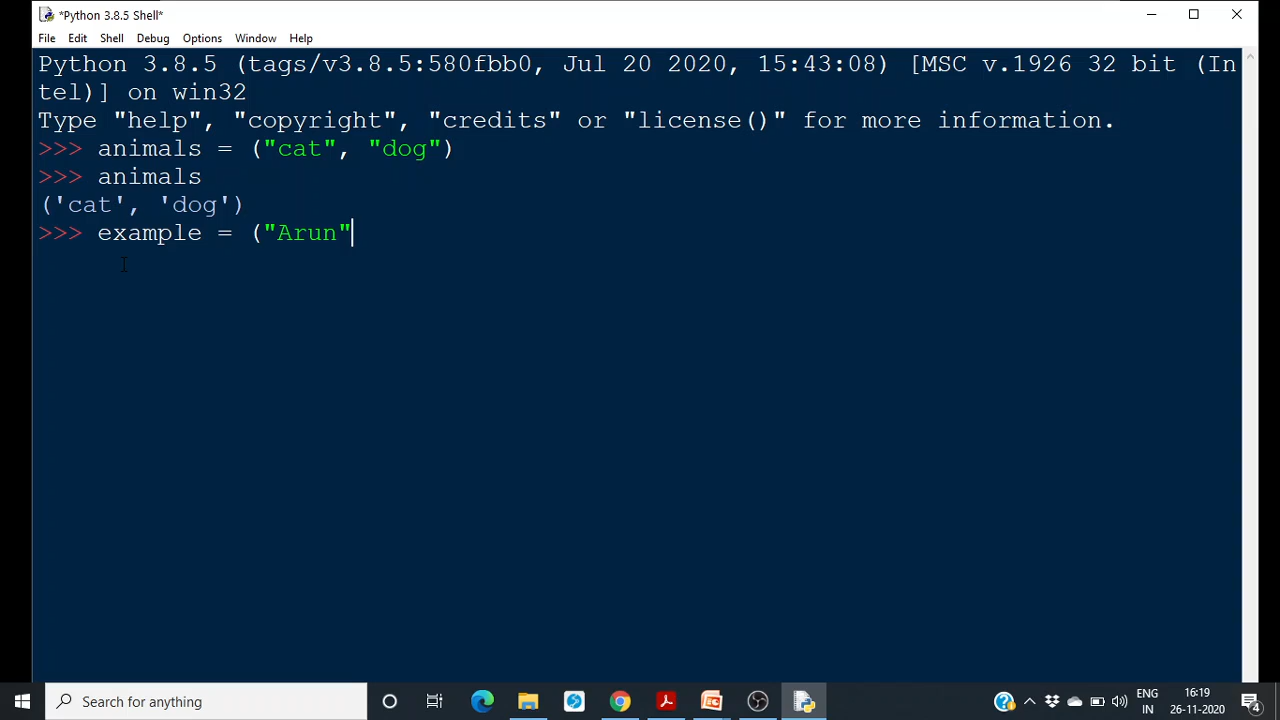 *Python 3.8.5 Shell*
File Edit Shell Debug Options Window Help
Python 3.8.5 (tags/v3.8.5:580fbb0, Jul 20 2020, 15:43:08) [MSC v.1926 32 bit (In
tel)] on win32
Type "help", "copyright", "credits" or "license()" for more information.
>>> animals = ("cat", "dog")
>>> animals
('cat', 'dog')
>>> example = ("Arun"
Search for anything
ENG 16:19
IN 26-11-2020 4